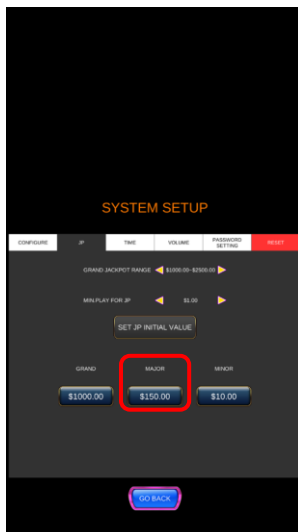 SYSTEM SETUP
CONFIGURE JP TIME VOLUME PASSWORD SETTING RESET
GRAND JACKPOT RANGE $1000.00-$2500.00
MIN.PLAY FOR JP $1.00
SET JP INITIAL VALUE
GRAND MAJOR MINOR
$1000.00 $150.00 $10.00
GO BACK